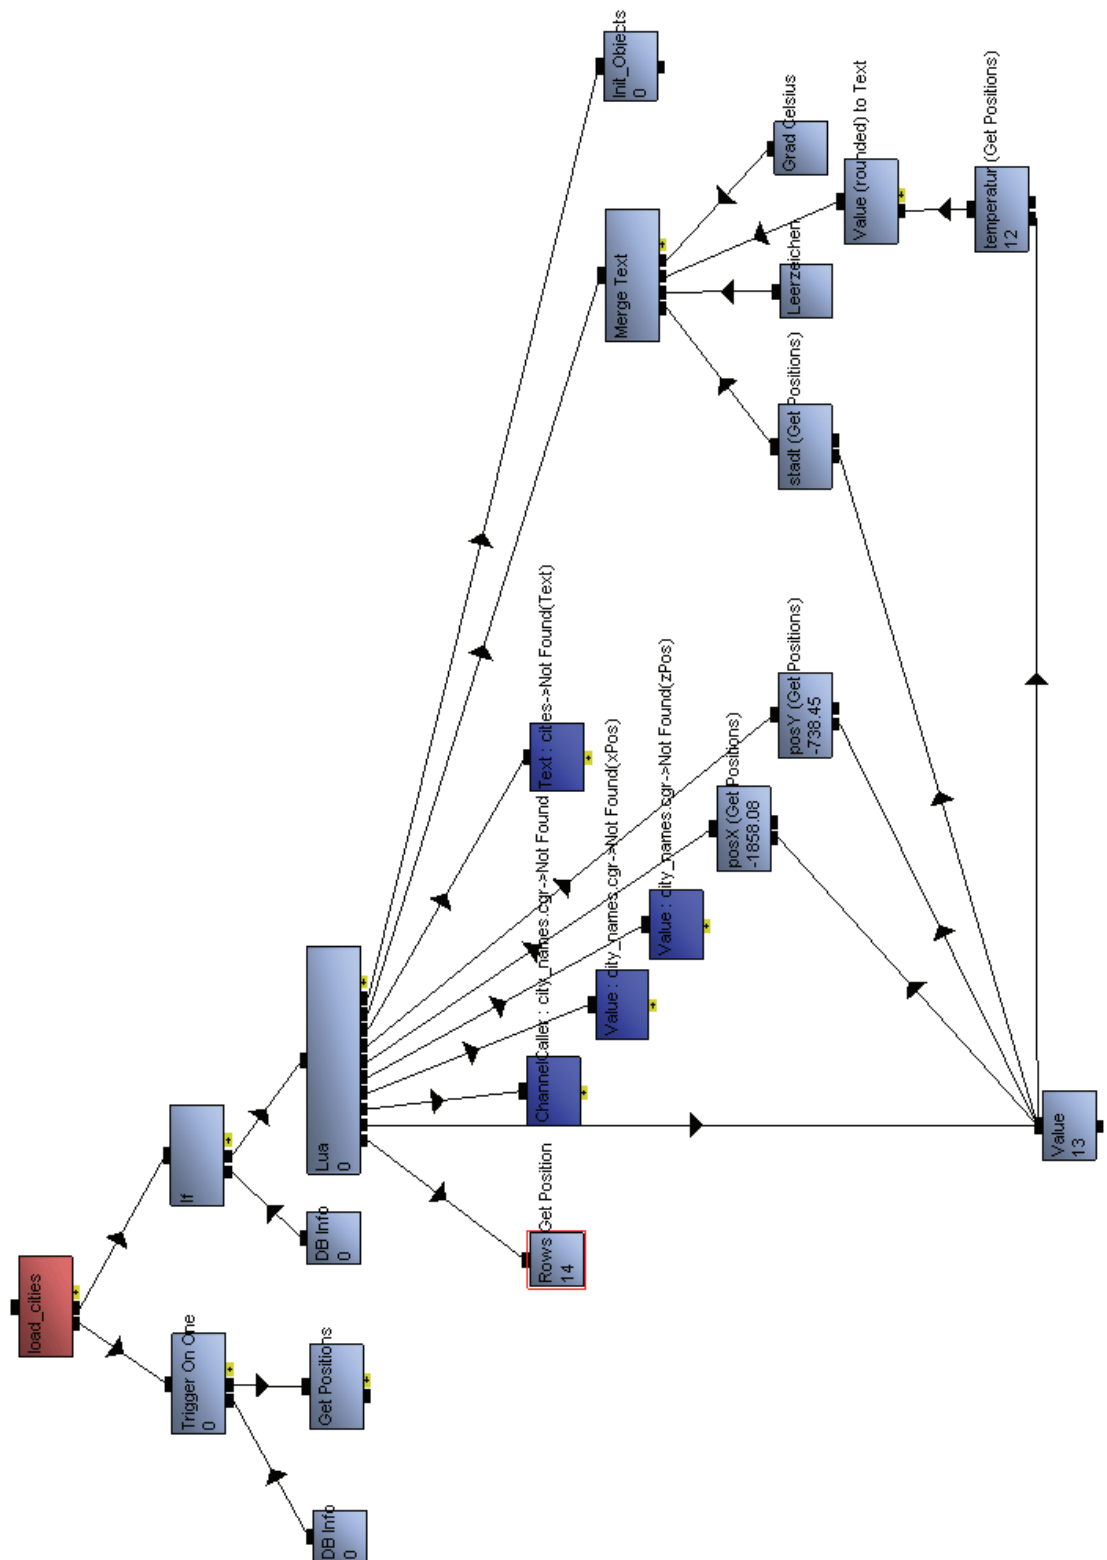 load_cities
Trigger On One
0
If
DB Info
0
Get Positions
DB Info
0
Lua
0
Rows Get Position
14
ChannelCaller : city_names.cgr->Not Found
Value : city_names.cgr->Not Found(xPos)
Value : city_names.cgr->Not Found(zPos)
posX (Get Positions)
-1858.08
posY (Get Positions)
-738.45
Text : cities->Not Found(Text)
Merge Text
Init_Objects
0
stadt (Get Positions)
Leerzeichen
Value (rounded) to Text
Grad Celsius
temperatur (Get Positions)
12
Value
13